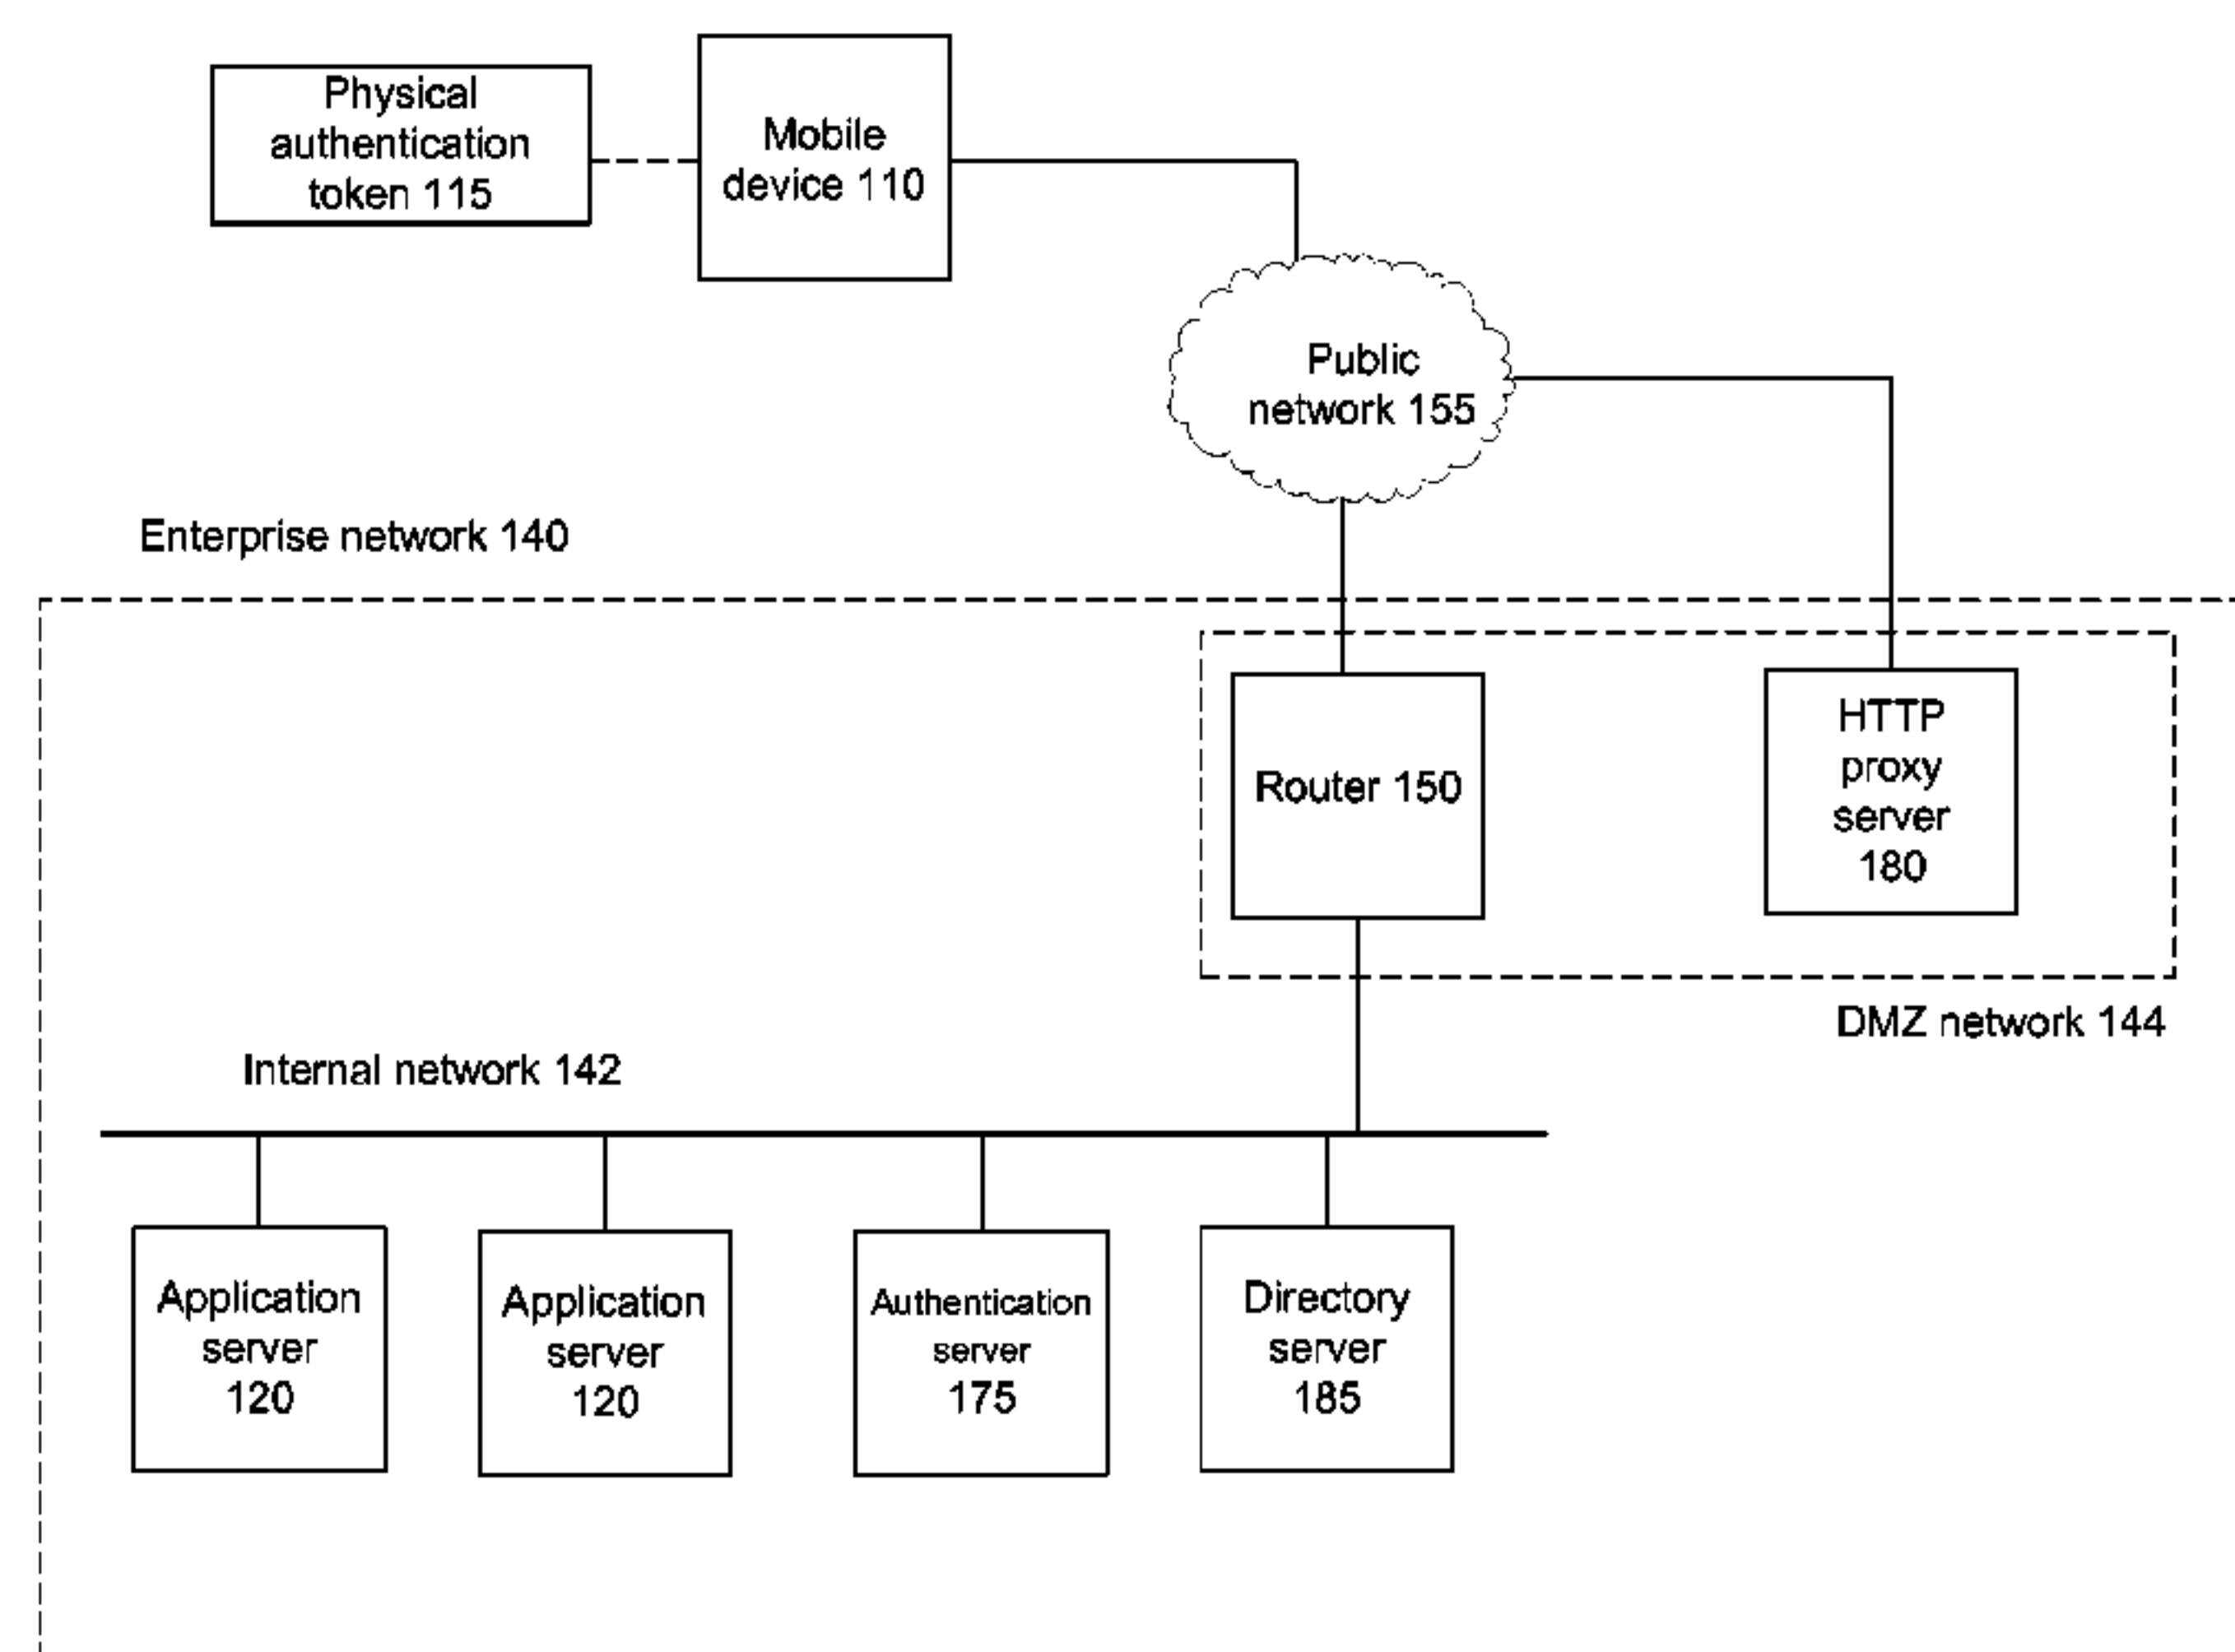 Physical
authentication
token 115
Mobile
device 110
Public
network 155
Enterprise network 140
Router 150
HTTP
proxy
server
180
DMZ network 144
Internal network 142
Application
server
120
Application
server
120
Authentication
server
175
Directory
server
185